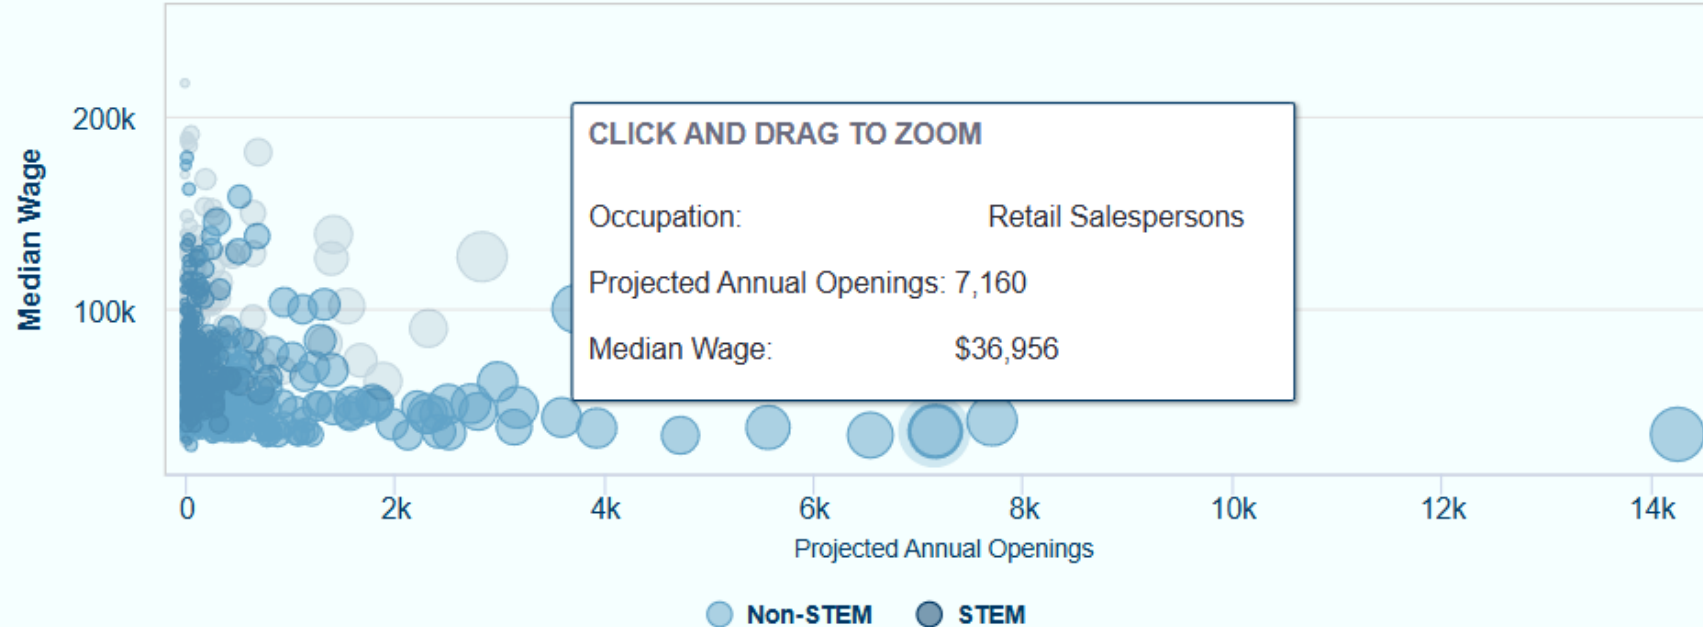 200k
100k
Median Wage
CLICK AND DRAG TO ZOOM
Occupation: Retail Salespersons
Projected Annual Openings: 7,160
Median Wage: $36,956
0 2k 4k 6k 8k 10k 12k 14k
Projected Annual Openings
Non-STEM STEM